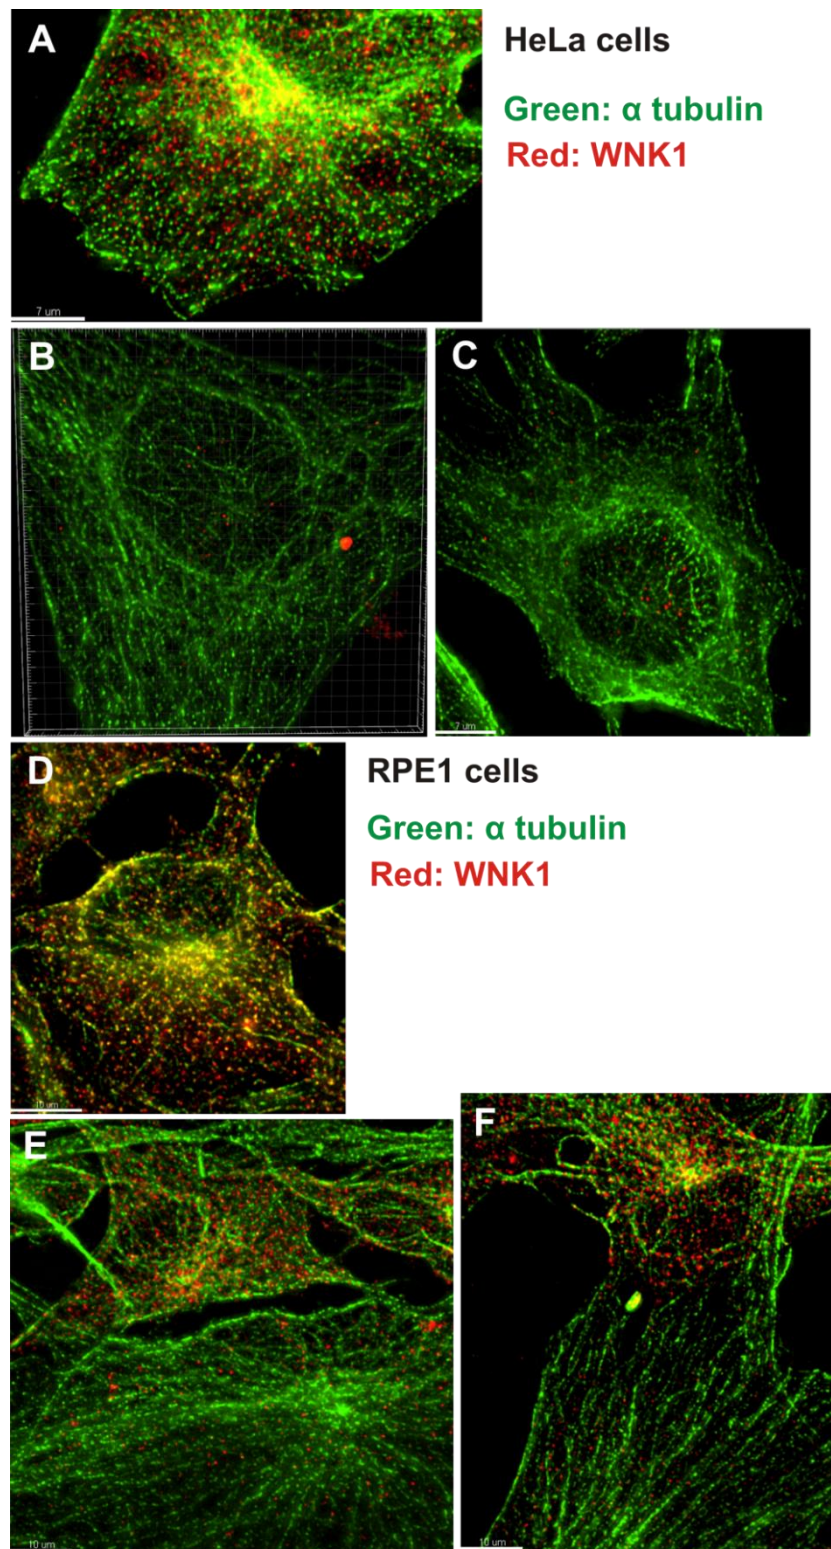 A
HeLa cells
Green: α tubulin
Red: WNK1
7 um
B
C
7 um
D
RPE1 cells
Green: α tubulin
Red: WNK1
10 um
E
F
10 um
10 um